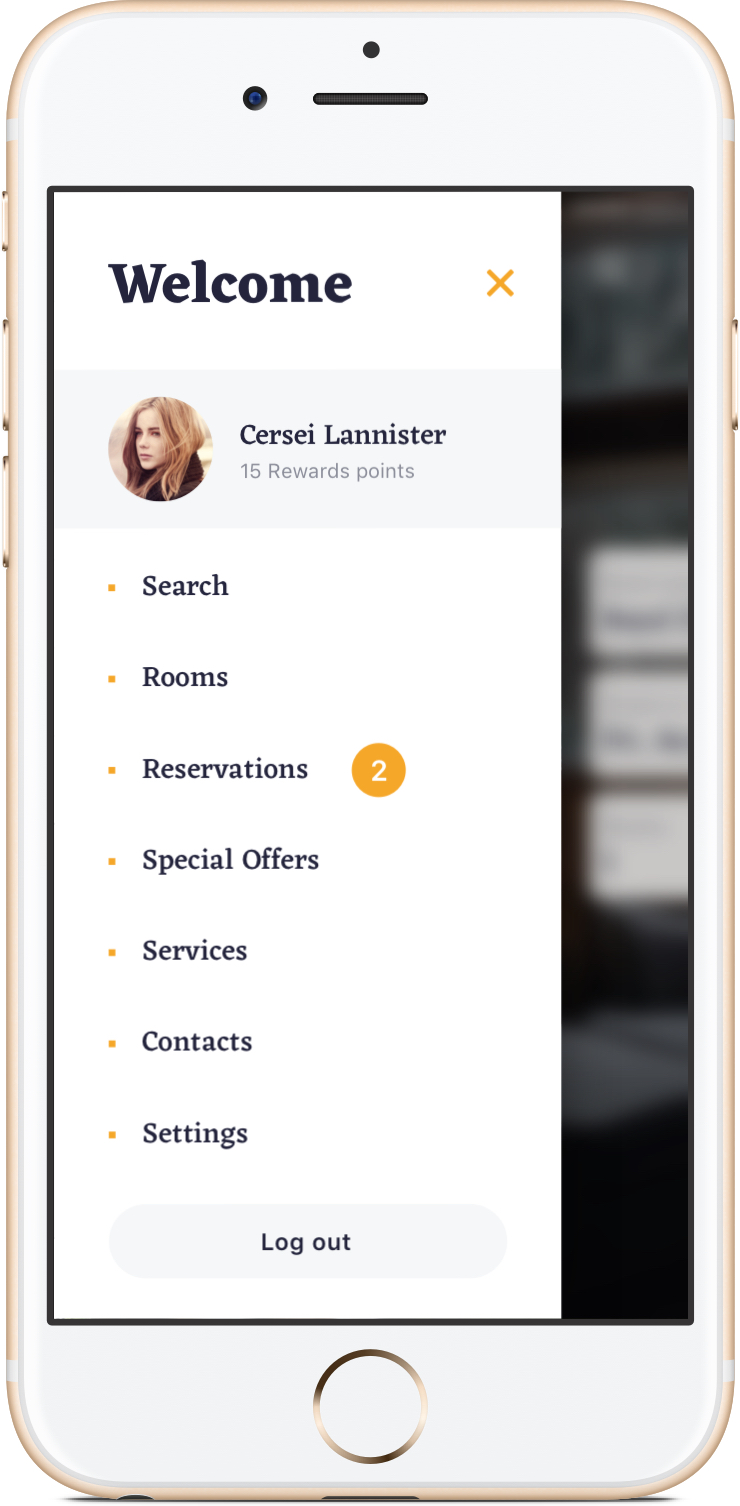 Welcome
Cersei Lannister
15 Rewards points
Search
Rooms
Reservations 2
Special Offers
Services
Contacts
Settings
Log out